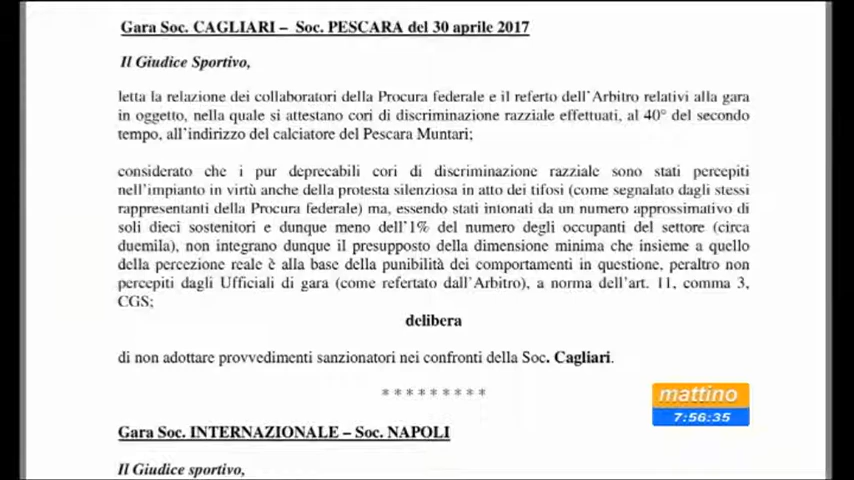 Gara Soc. CAGLIARI – Soc. PESCARA del 30 aprile 2017
Il Giudice Sportivo,
letta la relazione dei collaboratori della Procura federale e il referto dell'Arbitro relativi alla gara
in oggetto, nella quale si attestano cori di discriminazione razziale effettuati, al 40° del secondo
tempo, all'indirizzo del calciatore del Pescara Muntari;
considerato che i pur deprecabili cori di discriminazione razziale sono stati percepiti
nell'impianto in virtù anche della protesta silenziosa in atto dei tifosi (come segnalato dagli stessi
rappresentanti della Procura federale) ma, essendo stati intonati da un numero approssimativo di
soli dieci sostenitori e dunque meno dell'1% del numero degli occupanti del settore (circa
duemila), non integrano dunque il presupposto della dimensione minima che insieme a quello
della percezione reale è alla base della punibilità dei comportamenti in questione, peraltro non
percepiti dagli Ufficiali di gara (come refertato dall'Arbitro), a norma dell'art. 11, comma 3,
CGS;
delibera
di non adottare provvedimenti sanzionatori nei confronti della Soc. Cagliari.
* * * * * * * * *
mattino
7:56:35
Gara Soc. INTERNAZIONALE – Soc. NAPOLI
Il Giudice sportivo,